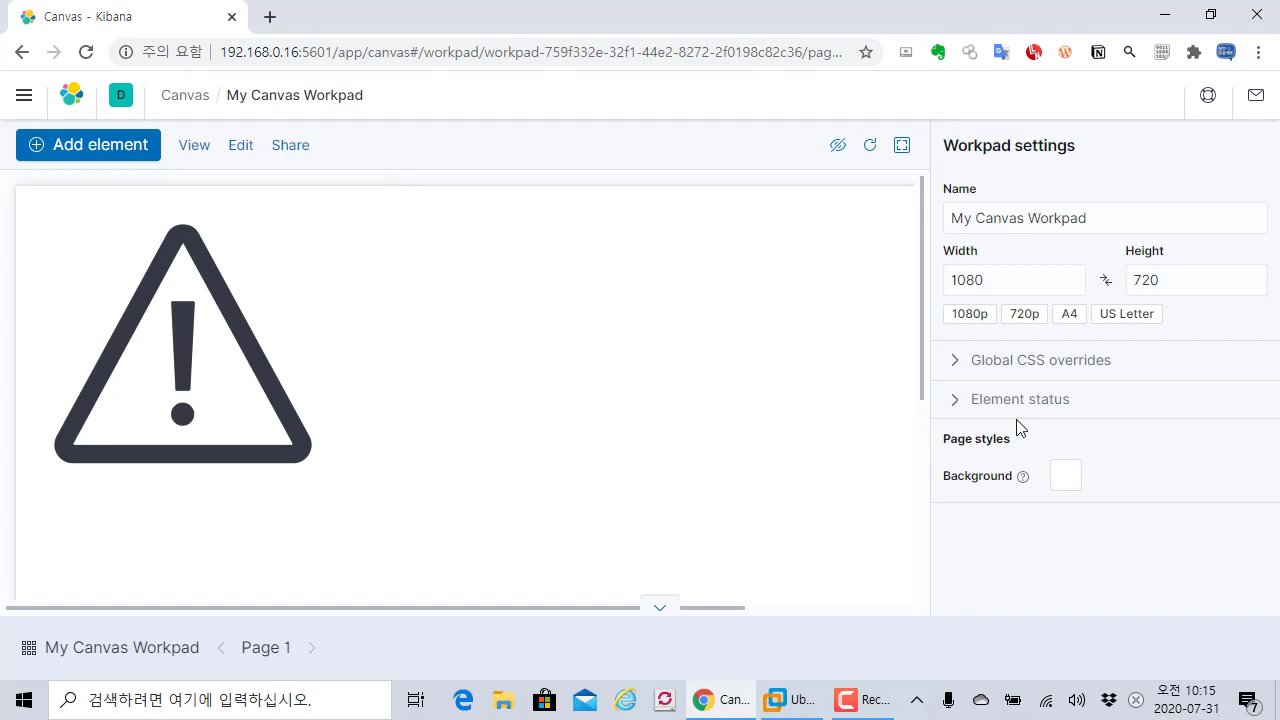 Canvas - Kibana
주의 요함 192.168.0.16:5601/app/canvas#/workpad/workpad-759f332e-32f1-44e2-8272-2f0198c82c16/pag...
D Canvas / My Canvas Workpad
Add element View Edit Share
Workpad settings
Name
My Canvas Workpad
Width Height
1080 720
1080p 720p A4 US Letter
Global CSS overrides
Element status
Page styles
Background
My Canvas Workpad Page 1
검색하려면 여기에 입력하십시오.
Can... Ub... Rec...
오전 10:15
2020-07-31
7